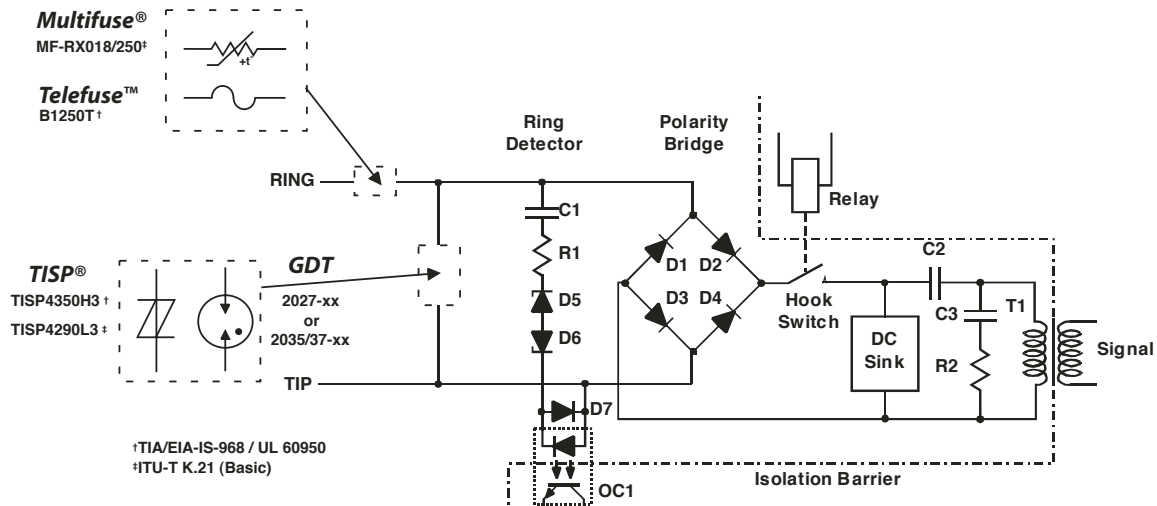 Multifuse®
MF-RX018/250‡
+t°
Telefuse™
B1250T †
Ring
Detector
Polarity
Bridge
RING
C1
Relay
R1
D1
D2
C2
TISP®
GDT
TISP4350H3 †
2027-xx
D5
D3
D4
Hook
Switch
C3
T1
TISP4290L3 ‡
or
2035/37-xx
D6
DC
Sink
R2
Signal
TIP
D7
†TIA/EIA-IS-968 / UL 60950
‡ITU-T K.21 (Basic)
OC1
Isolation Barrier